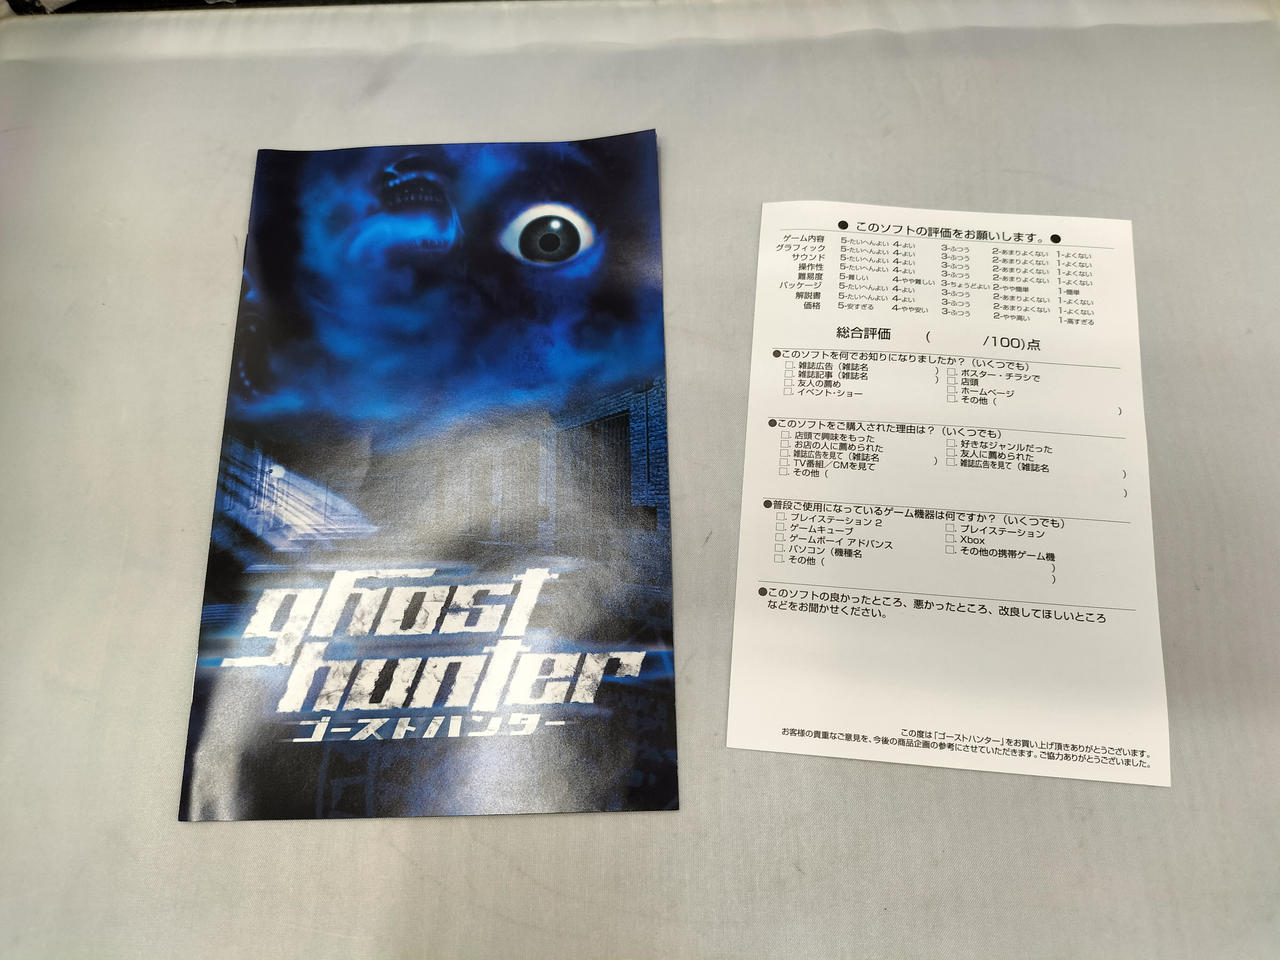 ghost
hunter
ゴーストハンター
● このソフトの評価をお願いします。●
ゲーム内容 5-たいへんよい 4-よい 3-ふつう 2-あまりよくない 1-よくない
グラフィック 5-たいへんよい 4-よい 3-ふつう 2-あまりよくない 1-よくない
サウンド 5-たいへんよい 4-よい 3-ふつう 2-あまりよくない 1-よくない
操作性 5-たいへんよい 4-よい 3-ふつう 2-あまりよくない 1-よくない
難易度 5-難しい 4-やや難しい 3-ちょうどよい 2-やや簡単 1-簡単
パッケージ 5-たいへんよい 4-よい 3-ふつう 2-あまりよくない 1-よくない
解説書 5-たいへんよい 4-よい 3-ふつう 2-あまりよくない 1-よくない
価格 5-安すぎる 4-やや安い 3-ふつう 2-やや高い 1-高すぎる
総合評価 ( /100)点
●このソフトを何でお知りになりましたか？（いくつでも）
□. 雑誌広告（雑誌名 ） □. ポスター・チラシで
□. 雑誌記事（雑誌名 ） □. 店頭
□. 友人の薦め □. ホームページ
□. イベント・ショー □. その他（ ）
●このソフトをご購入された理由は？（いくつでも）
□. 店頭で興味をもった □. 好きなジャンルだった
□. お店の人に薦められた □. 友人に薦められた
□. 雑誌広告を見て（雑誌名 ） □. 雑誌広告を見て（雑誌名 ）
□. TV番組／CMを見て
□. その他（ ）
●普段ご使用になっているゲーム機器は何ですか？（いくつでも）
□. プレイステーション２ □. プレイステーション
□. ゲームキューブ □. Xbox
□. ゲームボーイ アドバンス □. その他の携帯ゲーム機
□. パソコン（機種名 ）
□. その他（ ）
●このソフトの良かったところ、悪かったところ、改良してほしいところ
などをお聞かせください。
この度は「ゴーストハンター」をお買い上げ頂きありがとうございます。
お客様の貴重なご意見を、今後の商品企画の参考にさせていただきます。ご協力ありがとうございました。